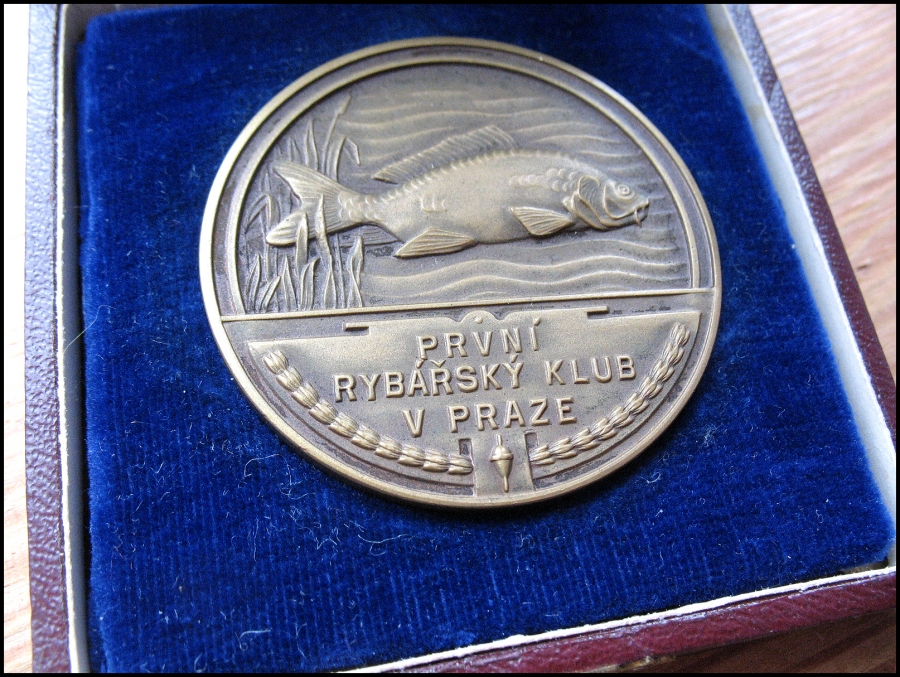 PRVNÍ
RYBÁŘSKÝ KLUB
V PRAZE